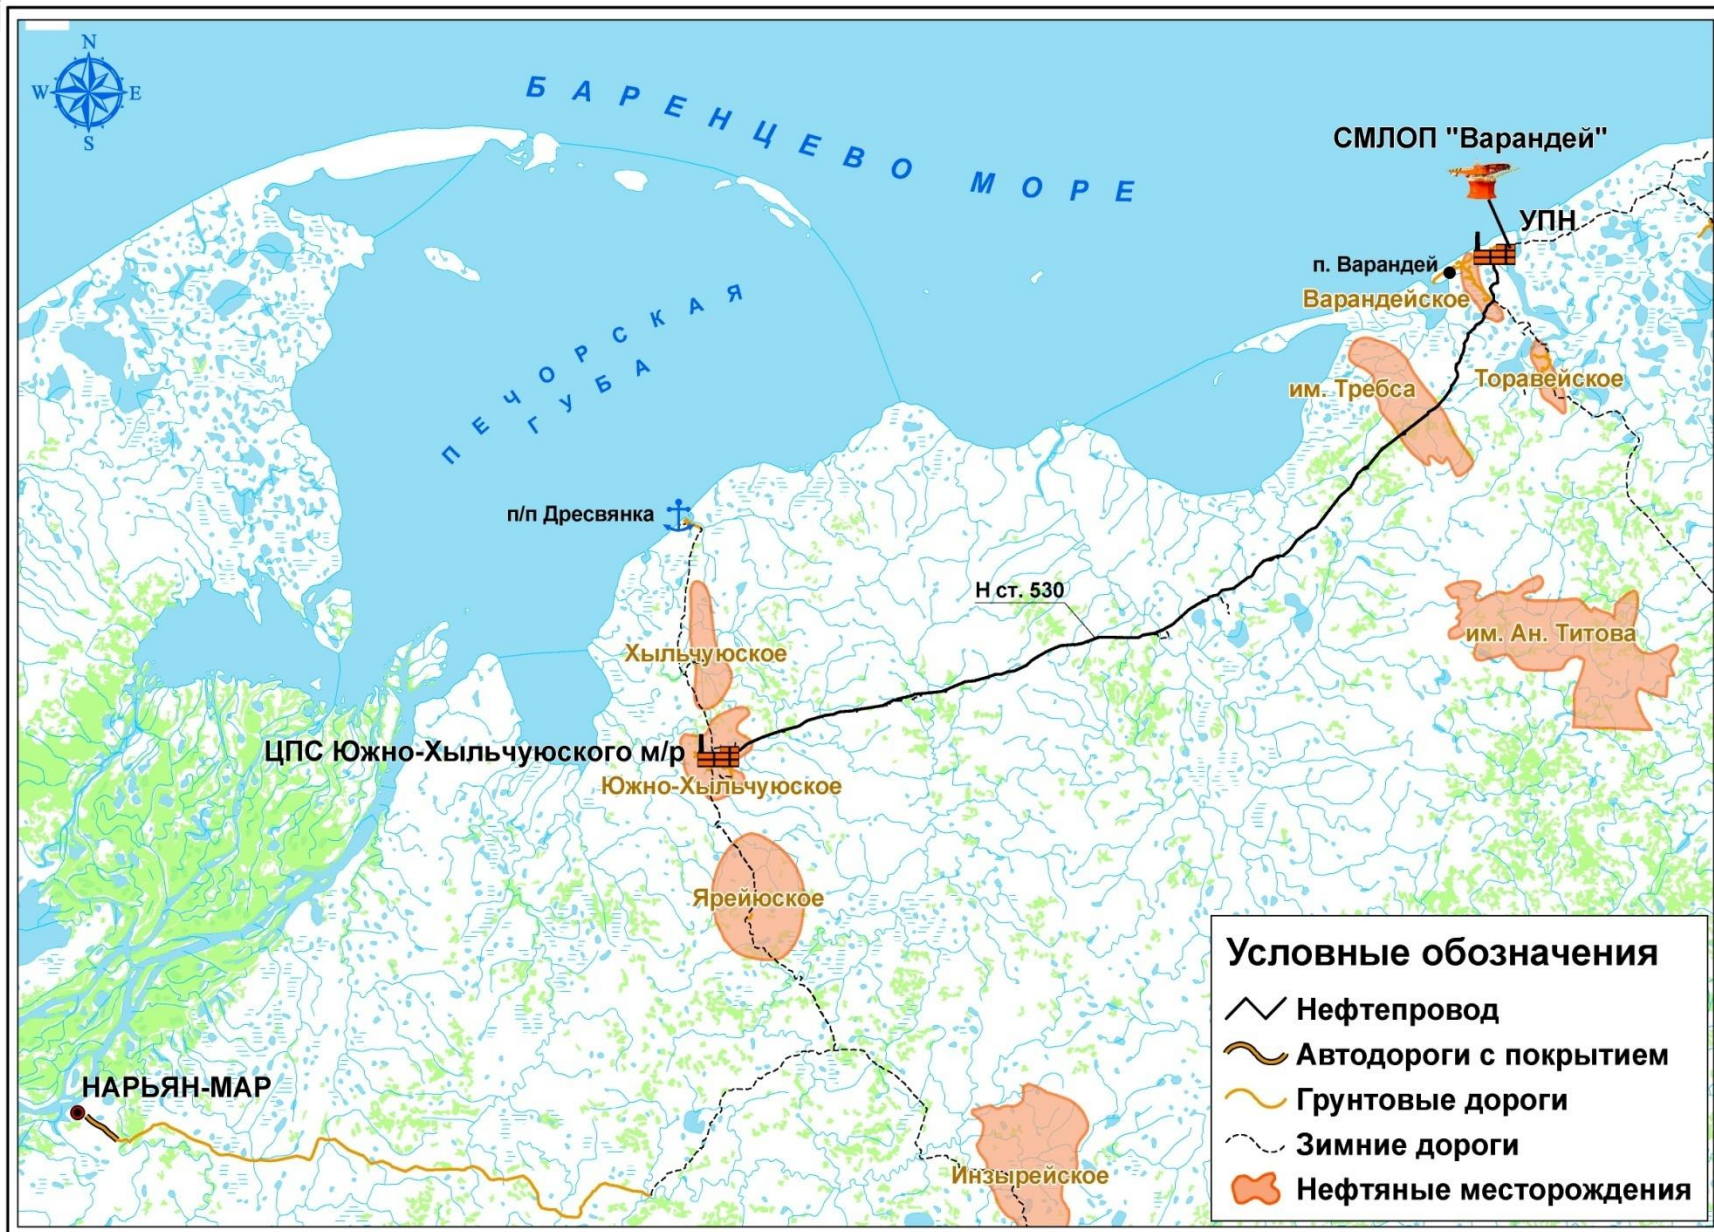 N
W
E
S
БАРЕНЦЕВО МОРЕ
СМЛОП "Варандей"
УПН
п. Варандей
Варандейское
ПЕЧОРСКАЯ
ГУБА
им. Требса
Торавейское
п/п Дресвянка
Н ст. 530
Хыльчуюское
им. Ан. Титова
ЦПС Южно-Хыльчуюского м/р
Южно-Хыльчуюское
Ярейюское
НАРЬЯН-МАР
Инзырейское
Условные обозначения
Нефтепровод
Автодороги с покрытием
Грунтовые дороги
Зимние дороги
Нефтяные месторождения